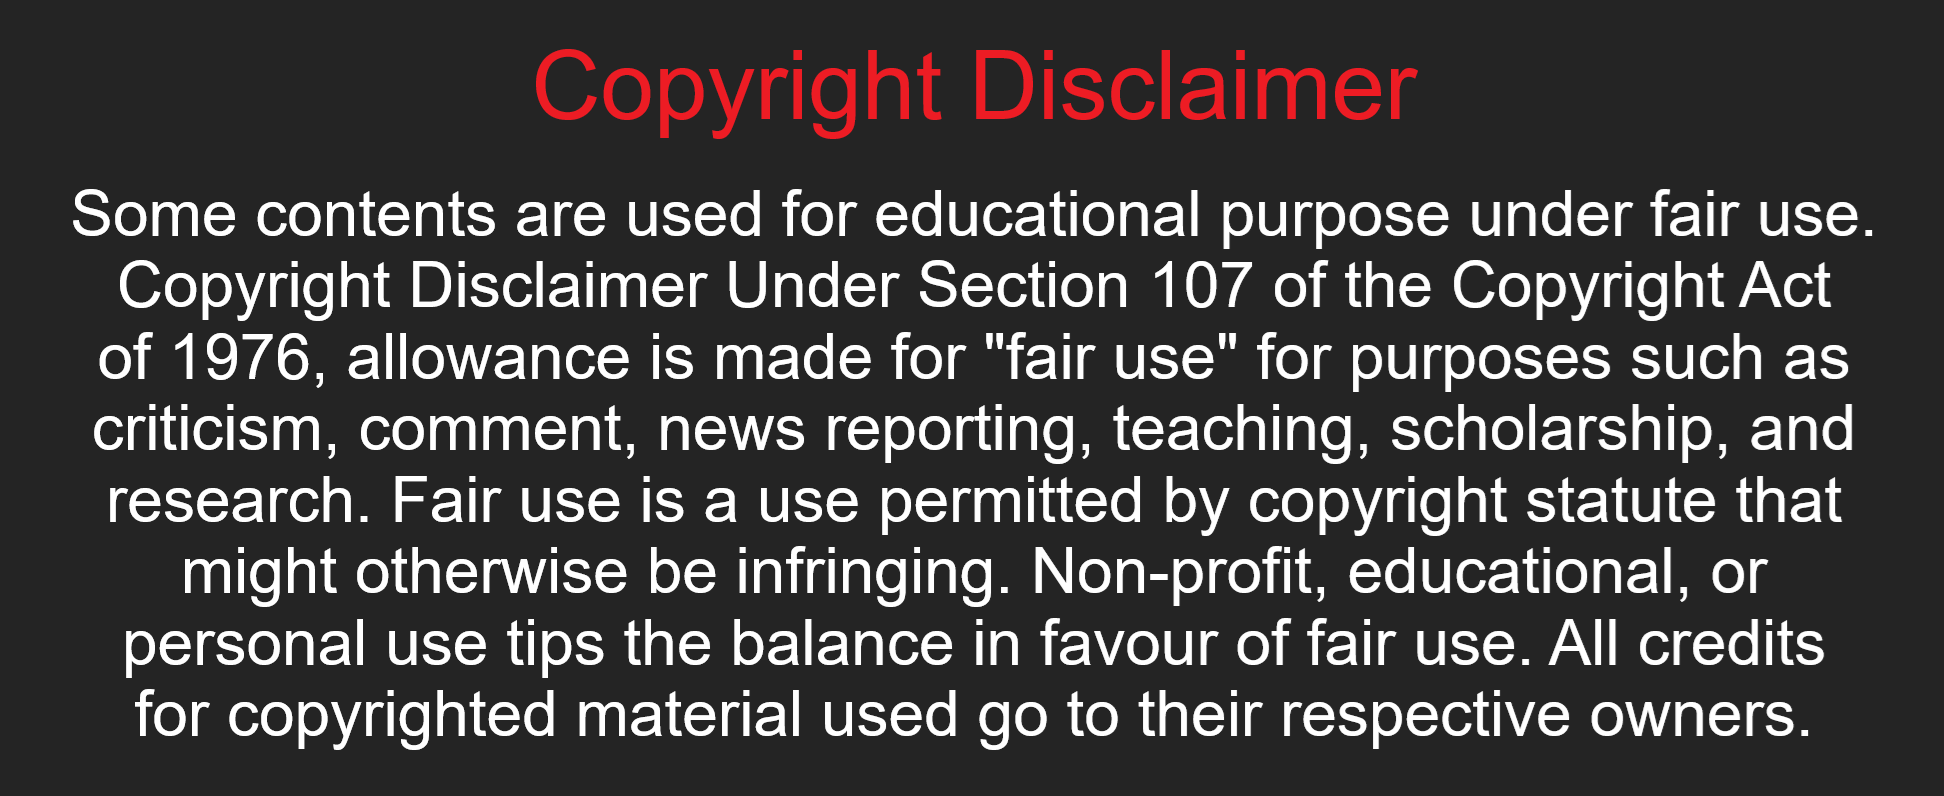 Copyright Disclaimer
Some contents are used for educational purpose under fair use.
Copyright Disclaimer Under Section 107 of the Copyright Act
of 1976, allowance is made for "fair use" for purposes such as
criticism, comment, news reporting, teaching, scholarship, and
research. Fair use is a use permitted by copyright statute that
might otherwise be infringing. Non-profit, educational, or
personal use tips the balance in favour of fair use. All credits
for copyrighted material used go to their respective owners.